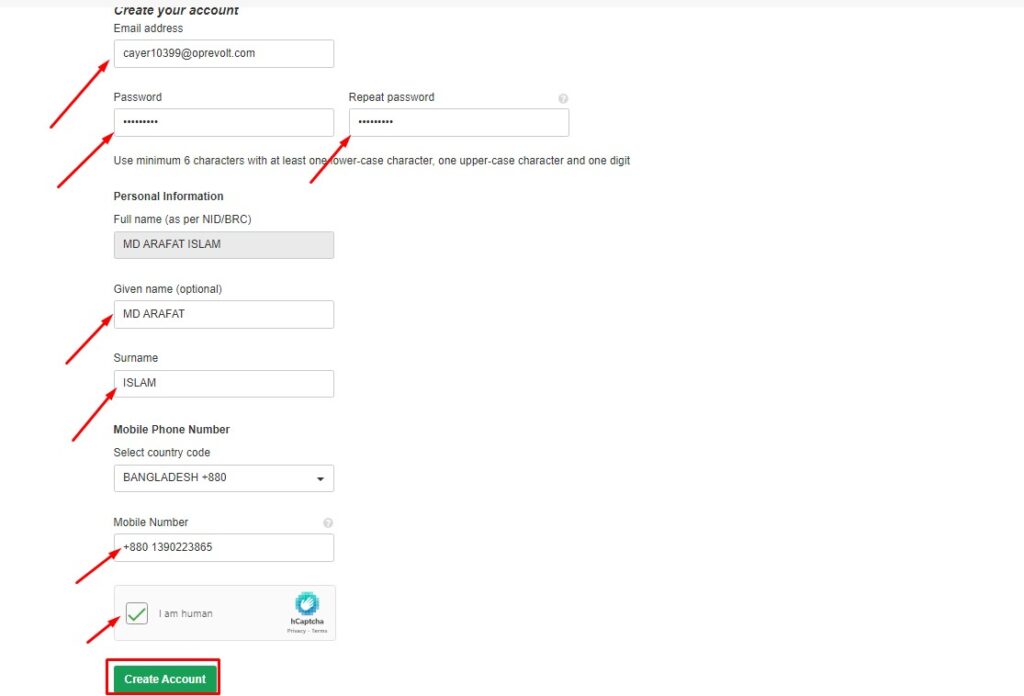 Create your account
Email address
cayer10399@oprevolt.com
Password Repeat password ?
••••••••• •••••••••
Use minimum 6 characters with at least one lower-case character, one upper-case character and one digit
Personal Information
Full name (as per NID/BRC)
MD ARAFAT ISLAM
Given name (optional)
MD ARAFAT
Surname
ISLAM
Mobile Phone Number
Select country code
BANGLADESH +880
Mobile Number ?
+880 1390223865
I am human
hCaptcha
Privacy - Terms
Create Account